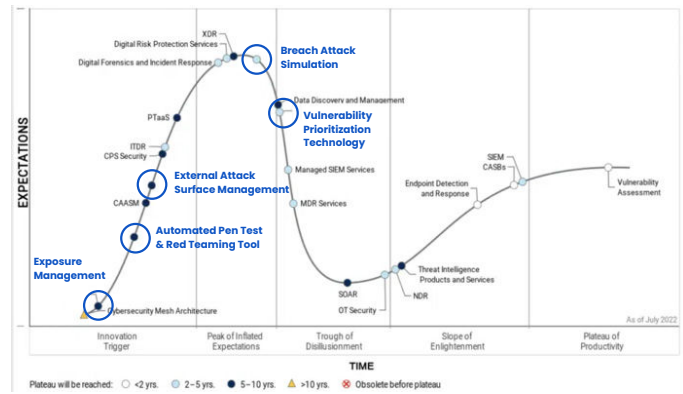 XDR
Digital Risk Protection Services
Digital Forensics and Incident Response
Breach Attack
Simulation
Data Discovery and Management
Vulnerability
Prioritization
Technology
PTaaS
ITDR
CPS Security
External Attack
Surface Management
CAASM
Automated Pen Test
& Red Teaming Tool
Exposure
Management
Cybersecurity Mesh Architecture
Managed SIEM Services
MDR Services
SOAR
OT Security
NDR
Threat Intelligence
Products and Services
Endpoint Detection
and Response
SIEM
CASBs
Vulnerability
Assessment
EXPECTATIONS
As of July 2022
Innovation
Trigger
Peak of Inflated
Expectations
Trough of
Disillusionment
Slope of
Enlightenment
Plateau of
Productivity
TIME
Plateau will be reached: <2 yrs. 2–5 yrs. 5–10 yrs. >10 yrs. Obsolete before plateau